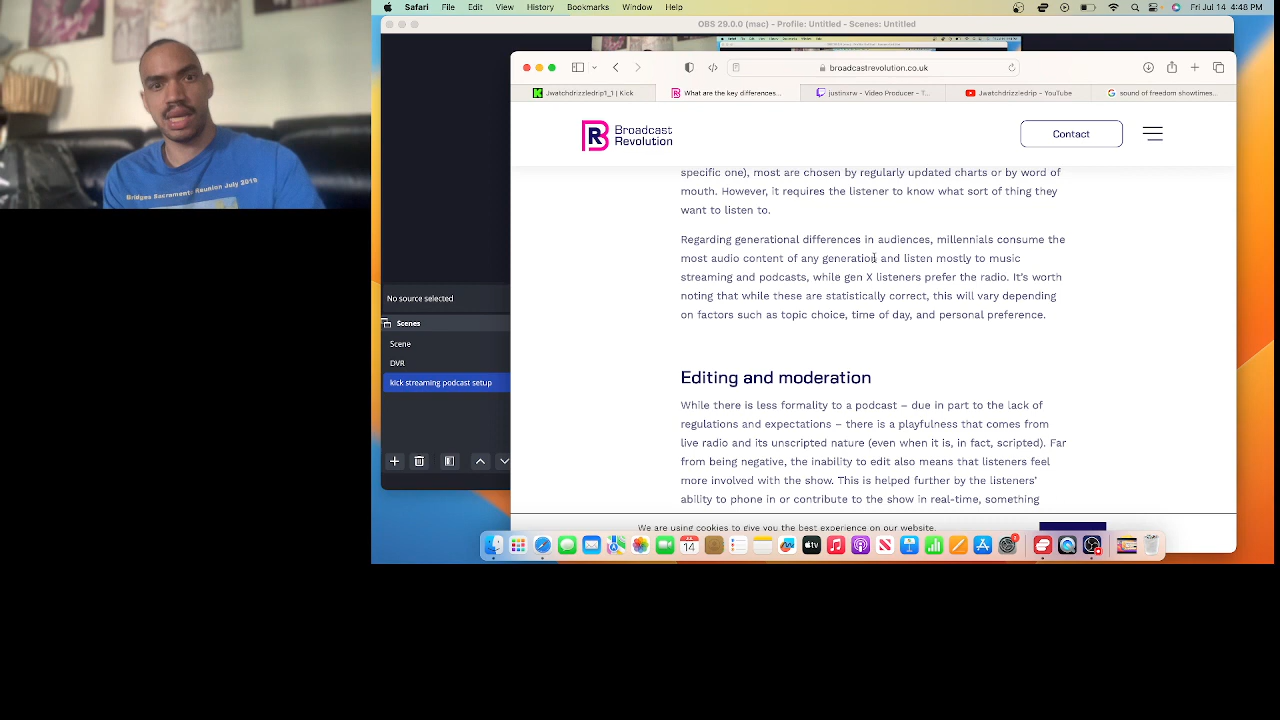 Safari File Edit View History Bookmarks Window Help
Fri Jul 14 4:48 PM
OBS 29.0.0 (mac) - Profile: Untitled - Scenes: Untitled
broadcastrevolution.co.uk
Jwatchdrizzledrip1_1 | Kick
What are the key differences...
justinxrw - Video Producer - T...
Jwatchdrizzledrip - YouTube
sound of freedom showtimes...
Broadcast
Revolution
Contact
specific one), most are chosen by regularly updated charts or by word of
mouth. However, it requires the listener to know what sort of thing they
want to listen to.
Regarding generational differences in audiences, millennials consume the
most audio content of any generation and listen mostly to music
streaming and podcasts, while gen X listeners prefer the radio. It's worth
noting that while these are statistically correct, this will vary depending
on factors such as topic choice, time of day, and personal preference.
Editing and moderation
While there is less formality to a podcast – due in part to the lack of
regulations and expectations – there is a playfulness that comes from
live radio and its unscripted nature (even when it is, in fact, scripted). Far
from being negative, the inability to edit also means that listeners feel
more involved with the show. This is helped further by the listeners'
ability to phone in or contribute to the show in real-time, something
We are using cookies to give you the best experience on our website.
No source selected
Scenes
Scene
DVR
kick streaming podcast setup
Bridges Sacramento Reunion July 2019
JUL
14
tv